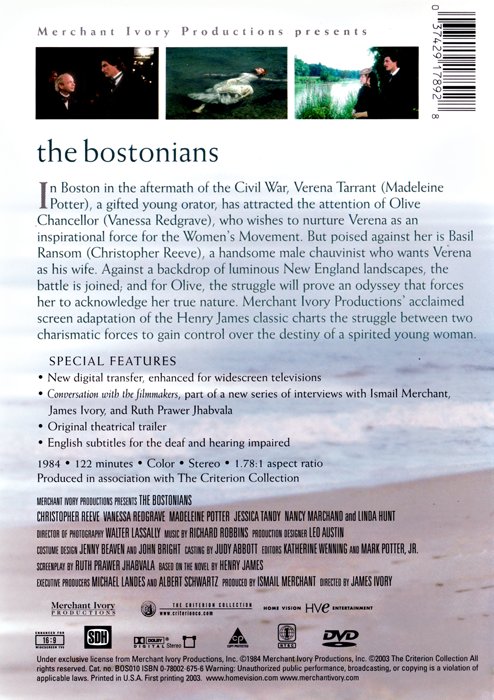 Merchant Ivory Productions presents
0 37429 17892 8
the bostonians
In Boston in the aftermath of the Civil War, Verena Tarrant (Madeleine
Potter), a gifted young orator, has attracted the attention of Olive
Chancellor (Vanessa Redgrave), who wishes to nurture Verena as an
inspirational force for the Women's Movement. But poised against her is Basil
Ransom (Christopher Reeve), a handsome male chauvinist who wants Verena
as his wife. Against a backdrop of luminous New England landscapes, the
battle is joined; and for Olive, the struggle will prove an odyssey that forces
her to acknowledge her true nature. Merchant Ivory Productions' acclaimed
screen adaptation of the Henry James classic charts the struggle between two
charismatic forces to gain control over the destiny of a spirited young woman.
SPECIAL FEATURES
• New digital transfer, enhanced for widescreen televisions
• Conversation with the filmmakers, part of a new series of interviews with Ismail Merchant,
James Ivory, and Ruth Prawer Jhabvala
• Original theatrical trailer
• English subtitles for the deaf and hearing impaired
1984 • 122 minutes • Color • Stereo • 1.78:1 aspect ratio
Produced in association with The Criterion Collection
MERCHANT IVORY PRODUCTIONS PRESENTS THE BOSTONIANS
CHRISTOPHER REEVE VANESSA REDGRAVE MADELEINE POTTER JESSICA TANDY NANCY MARCHAND and LINDA HUNT
DIRECTOR OF PHOTOGRAPHY WALTER LASSALLY MUSIC BY RICHARD ROBBINS PRODUCTION DESIGNER LEO AUSTIN
COSTUME DESIGN JENNY BEAVEN AND JOHN BRIGHT CASTING BY JUDY ABBOTT EDITORS KATHERINE WENNING AND MARK POTTER, JR.
SCREENPLAY BY RUTH PRAWER JHABVALA BASED ON THE NOVEL BY HENRY JAMES
EXECUTIVE PRODUCERS MICHAEL LANDES AND ALBERT SCHWARTZ PRODUCED BY ISMAIL MERCHANT DIRECTED BY JAMES IVORY
Merchant Ivory
PRODUCTIONS
THE CRITERION COLLECTION
www.criterionco.com
HOME VISION HVE ENTERTAINMENT
ENHANCED FOR
16:9
WIDESCREEN TVS
SDH
DOLBY
DIGITAL Stereo
DVD
Under exclusive license from Merchant Ivory Productions, Inc. ©1984 Merchant Ivory Productions, Inc. ©2003 The Criterion Collection. All
rights reserved. Cat. no. BOS010 ISBN 0-78002-675-6 Warning: Unauthorized public performance, broadcasting, or copying is a violation of
applicable laws. Printed in U.S.A. First printing 2003. www.homevision.com